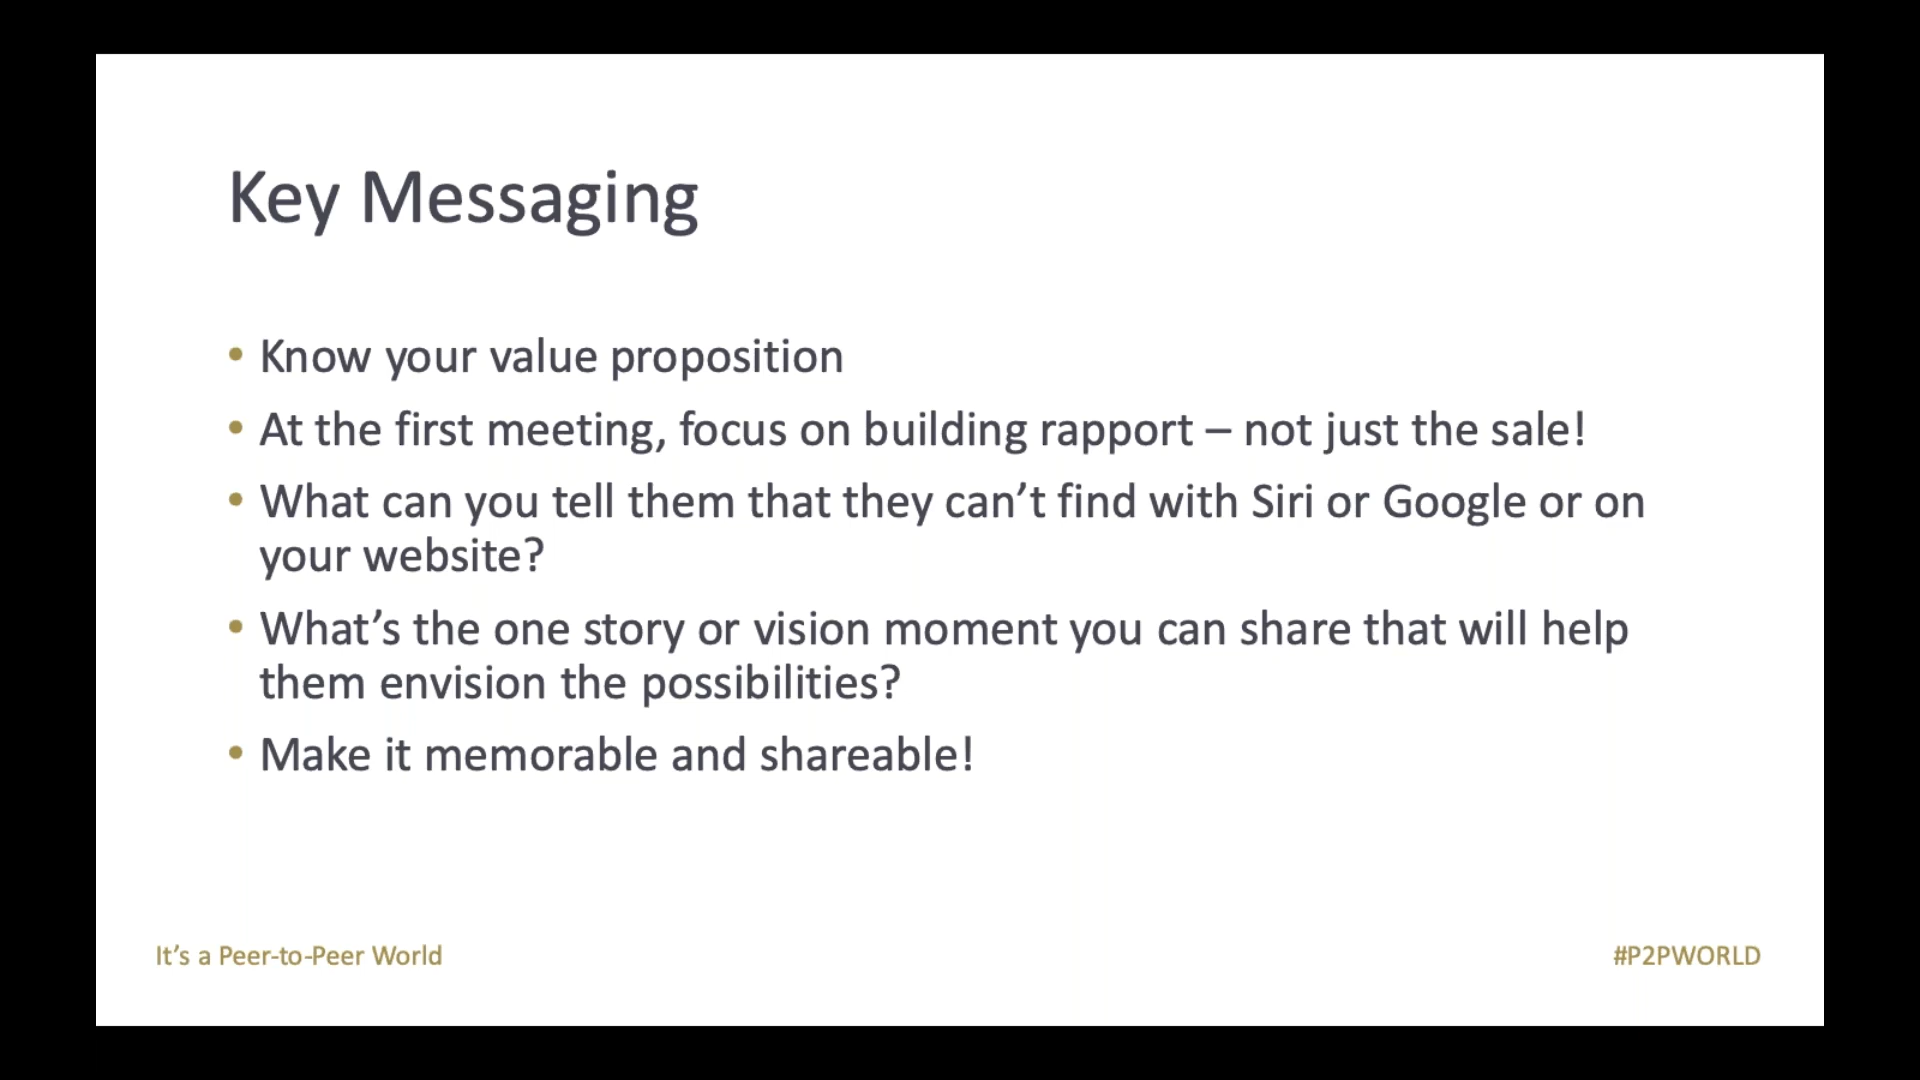 Key Messaging
• Know your value proposition
• At the first meeting, focus on building rapport – not just the sale!
• What can you tell them that they can’t find with Siri or Google or on
your website?
• What’s the one story or vision moment you can share that will help
them envision the possibilities?
• Make it memorable and shareable!
It’s a Peer-to-Peer World
#P2PWORLD